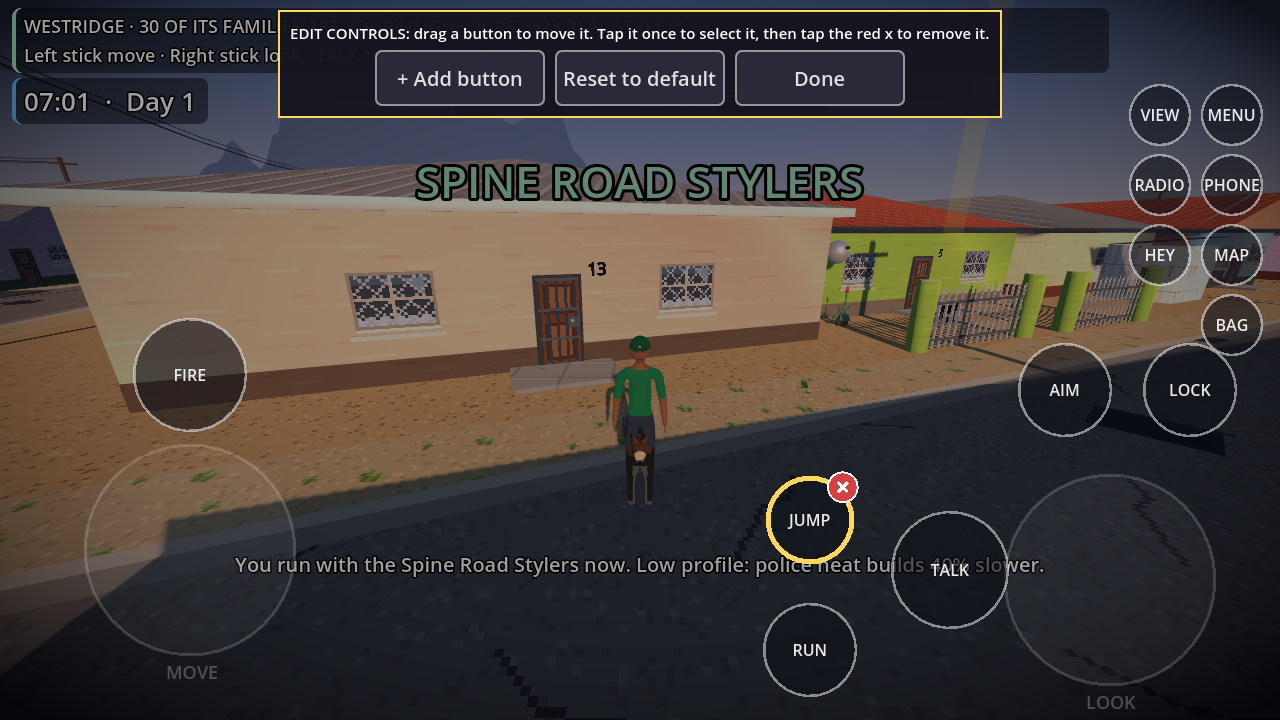 WESTRIDGE · 30 OF ITS FAMIL
Left stick move · Right stick lo
EDIT CONTROLS: drag a button to move it. Tap it once to select it, then tap the red x to remove it.
+ Add button
Reset to default
Done
07:01 · Day 1
VIEW
MENU
SPINE ROAD STYLERS
RADIO
PHONE
HEY
MAP
13
5
BAG
FIRE
AIM
LOCK
JUMP
You run with the Spine Road Stylers now. Low profile: police heat builds 40% slower.
TALK
RUN
MOVE
LOOK